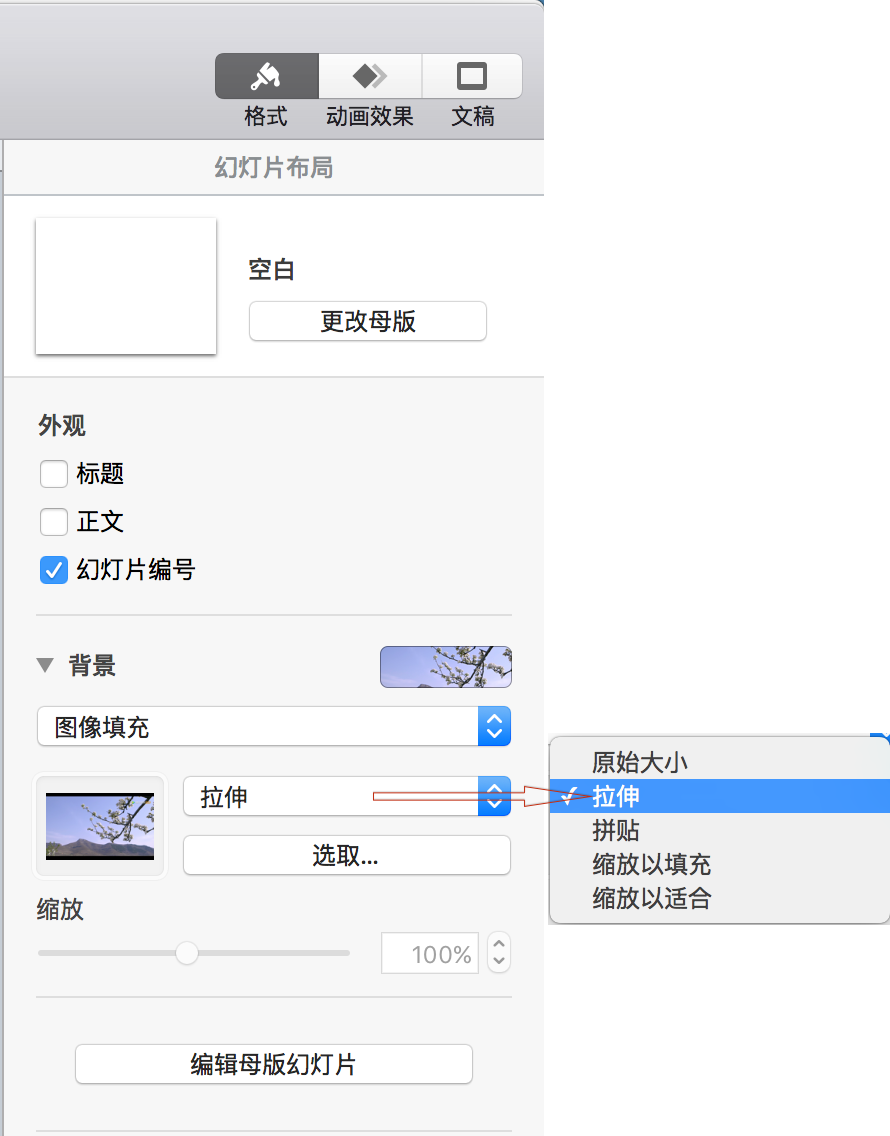 格式 动画效果 文稿
幻灯片布局
空白
更改母版
外观
标题
正文
幻灯片编号
背景
图像填充
拉伸
选取...
缩放
100%
编辑母版幻灯片
原始大小
拉伸
拼贴
缩放以填充
缩放以适合